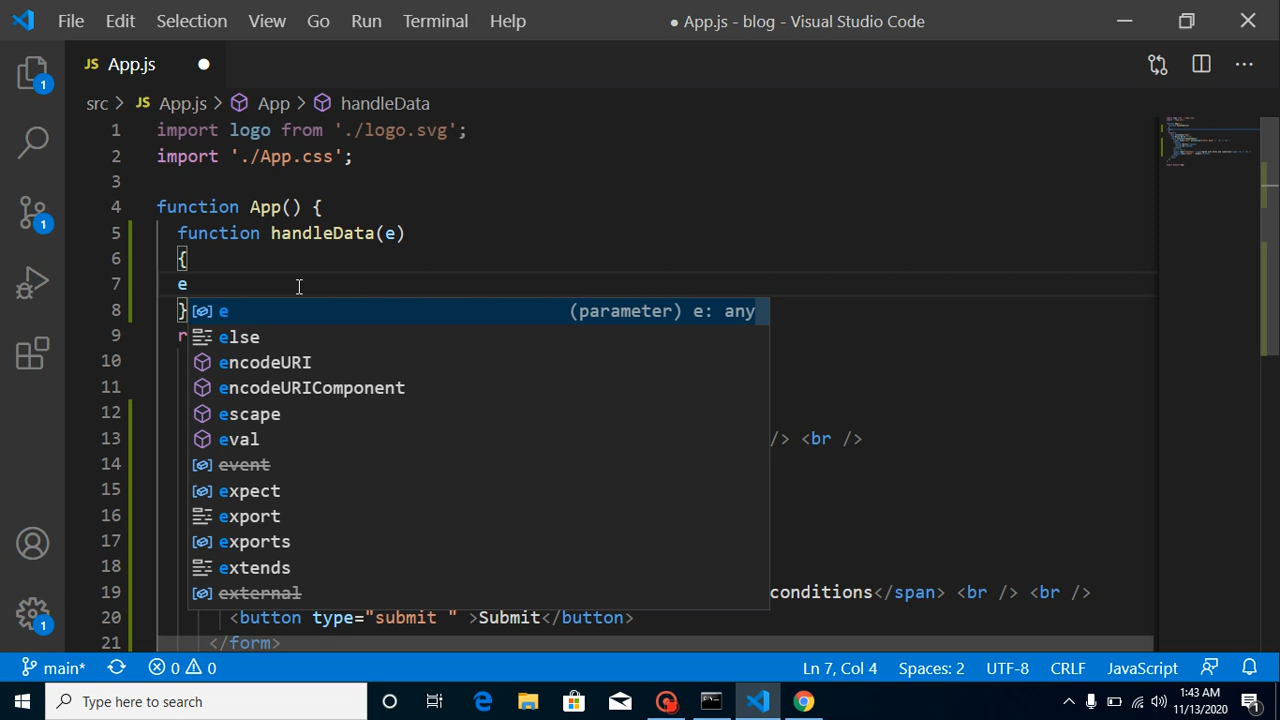 File Edit Selection View Go Run Terminal Help ● App.js - blog - Visual Studio Code
JS App.js
src > JS App.js > App > handleData
1 import logo from './logo.svg';
2 import './App.css';
3
4 function App() {
5 function handleData(e)
6 {
7 e
8 }
e (parameter) e: any
9 r
else
10 encodeURI
11 encodeURIComponent
12 escape
13 eval /> <br />
14 event
15 expect
16 export
17 exports
18 extends
19 external conditions</span> <br /> <br />
20 <button type="submit " >Submit</button>
21 </form>
1
1
1
main* 0 0 Ln 7, Col 4 Spaces: 2 UTF-8 CRLF JavaScript
Type here to search
1:43 AM
11/13/2020
1